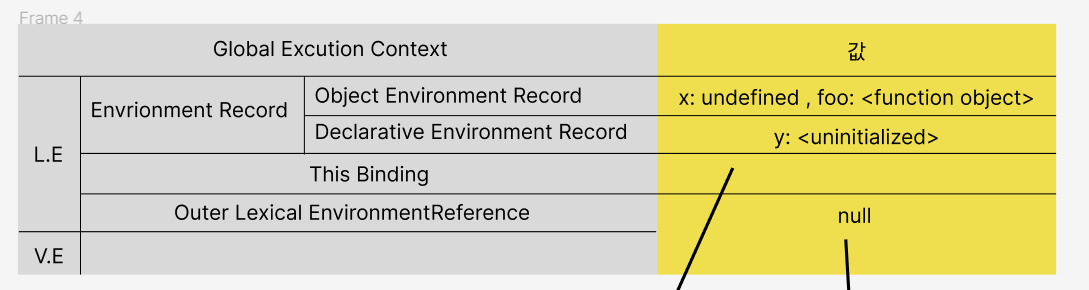 Frame 4
Global Excution Context 값
Envrionment Record Object Environment Record x: undefined , foo: <function object>
Declarative Environment Record y: <uninitialized>
L.E
This Binding
Outer Lexical EnvironmentReference null
V.E